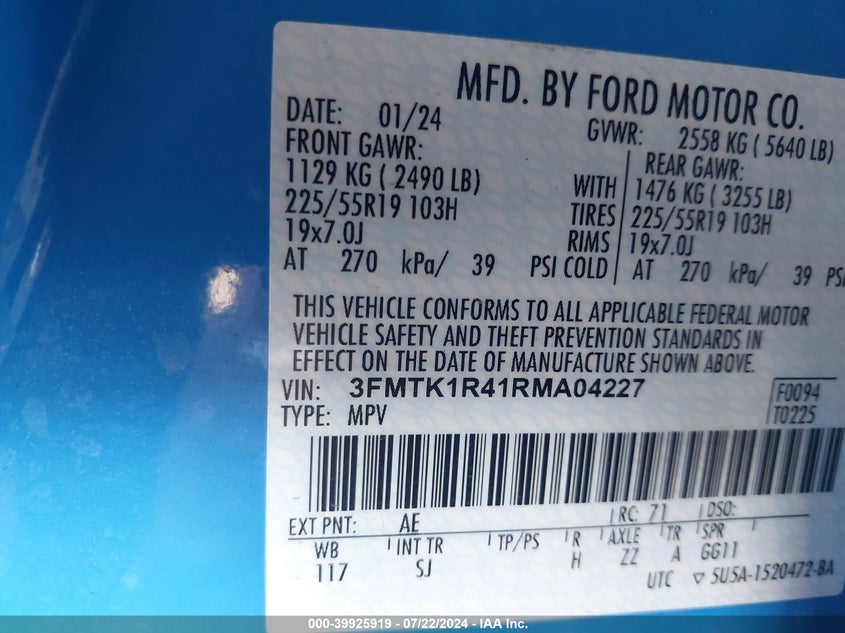 MFD. BY FORD MOTOR CO.
DATE: 01/24 GVWR: 2558 KG ( 5640 LB)
FRONT GAWR: REAR GAWR:
1129 KG ( 2490 LB) WITH 1476 KG ( 3255 LB)
225/55R19 103H TIRES 225/55R19 103H
19x7.0J RIMS 19x7.0J
AT 270 kPa/ 39 PSI COLD AT 270 kPa/ 39 PSI
THIS VEHICLE CONFORMS TO ALL APPLICABLE FEDERAL MOTOR
VEHICLE SAFETY AND THEFT PREVENTION STANDARDS IN
EFFECT ON THE DATE OF MANUFACTURE SHOWN ABOVE.
VIN: 3FMTK1R41RMA04227 F0094
TYPE: MPV T0225
EXT PNT: AE RC: 71 DSO:
WB INT TR TP/PS R AXLE TR SPR
117 SJ H ZZ A GG11
UTC ▽ 5U5A-1520472-BA
000-39925919 - 07/22/2024 - IAA Inc.